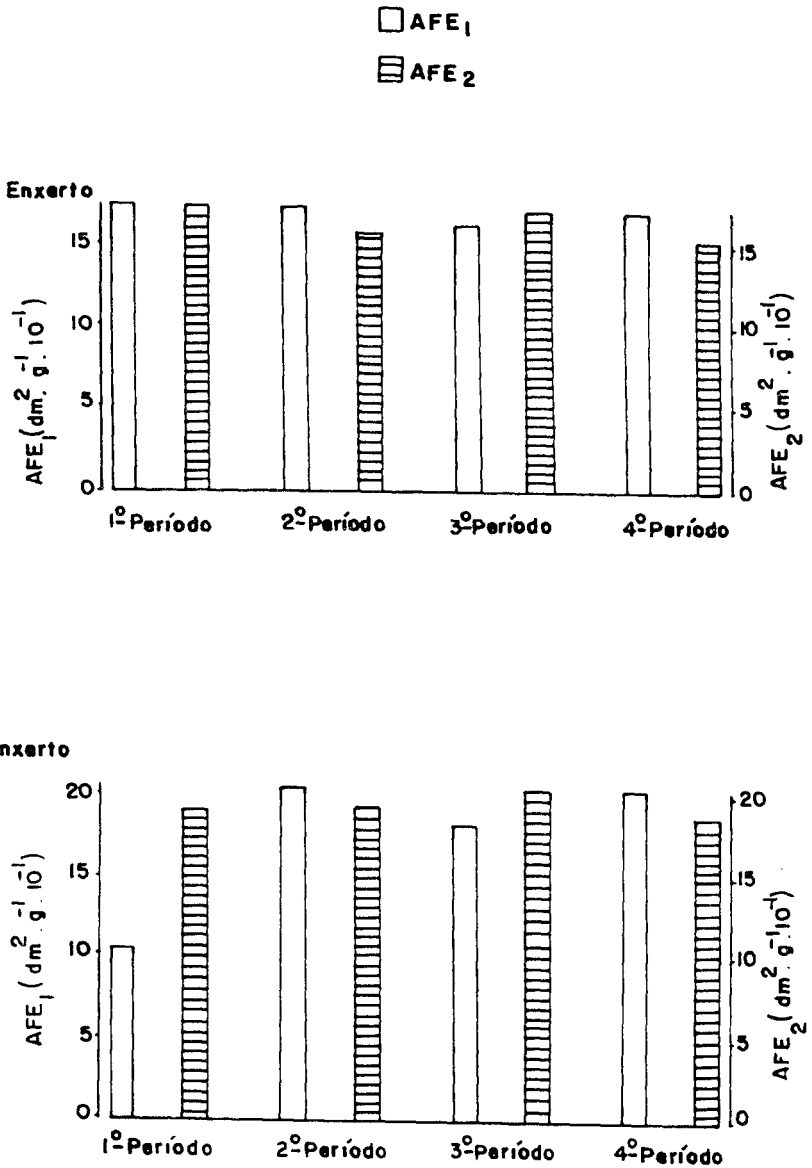 AFE1
AFE2
Enxerto
AFE1(dm2. g-1. 10-1)
15
10
5
0
15
10
5
0
AFE2(dm2. g-1. 10-1)
1º-Período
2º-Período
3º-Período
4º-Período
nxerto
AFE1(dm2. g-1. 10-1)
20
15
10
5
0
20
15
10
5
0
AFE2(dm2. g-1. 10-1)
1º-Período
2º-Período
3º-Período
4º-Período